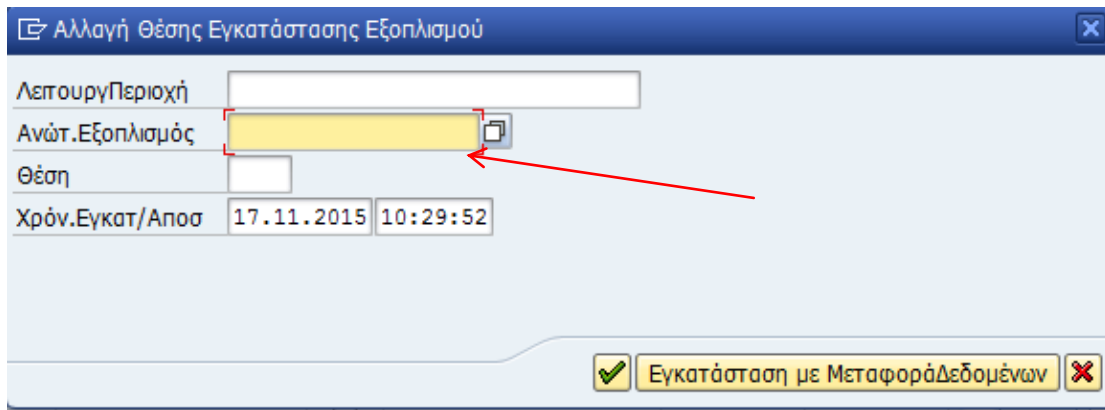 Αλλαγή Θέσης Εγκατάστασης Εξοπλισμού
ΛειτουργΠεριοχή
Ανώτ.Εξοπλισμός
Θέση
Χρόν.Εγκατ/Αποσ 17.11.2015 10:29:52
Εγκατάσταση με ΜεταφοράΔεδομένων